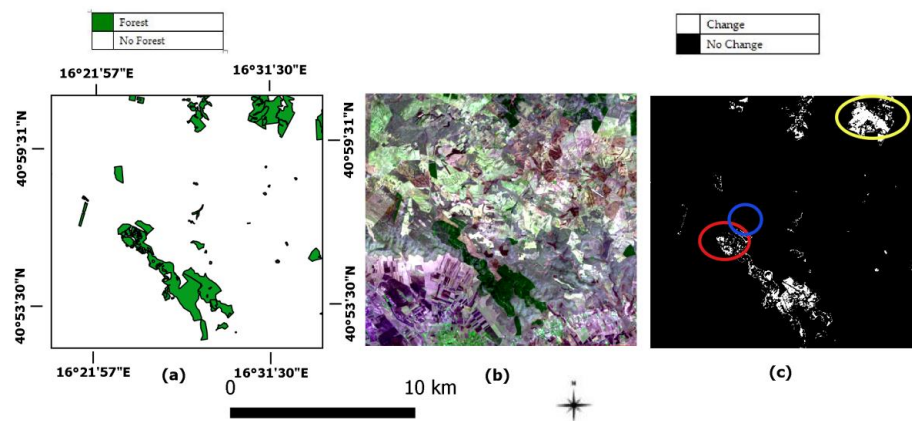 Forest
No Forest
Change
No Change
16°21'57"E
16°31'30"E
40°59'31"N
40°59'31"N
40°53'30"N
40°53'30"N
16°21'57"E
16°31'30"E
(a)
(b)
(c)
0
10 km
N